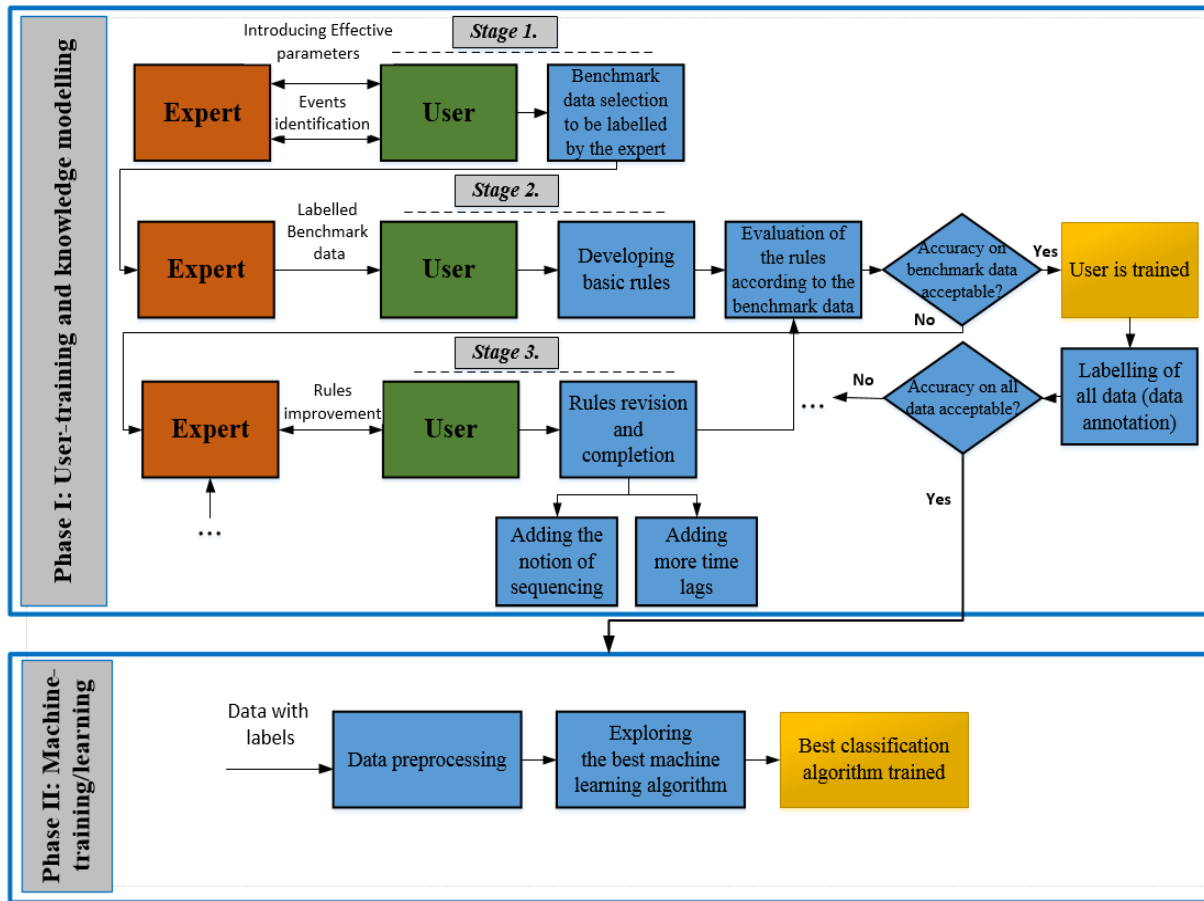 Phase I: User-training and knowledge modelling
Stage 1.
Introducing Effective
parameters
Expert
Events
identification
User
Benchmark
data selection
to be labelled
by the expert
Stage 2.
Expert
Labelled
Benchmark
data
User
Developing
basic rules
Evaluation of
the rules
according to the
benchmark data
Accuracy on
benchmark data
acceptable?
Yes
User is trained
No
Stage 3.
Expert
Rules
improvement
User
Rules revision
and
completion
...
No
Accuracy on all
data acceptable?
Labelling of
all data (data
annotation)
Yes
...
Adding the
notion of
sequencing
Adding
more time
lags
Phase II: Machine-
training/learning
Data with
labels
Data preprocessing
Exploring
the best machine
learning algorithm
Best classification
algorithm trained